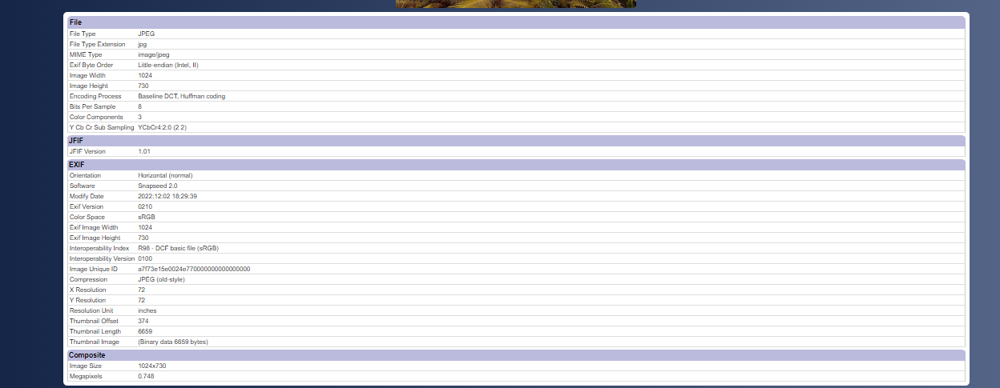 File
File Type JPEG
File Type Extension jpg
MIME Type image/jpeg
Exif Byte Order Little-endian (Intel, II)
Image Width 1024
Image Height 730
Encoding Process Baseline DCT, Huffman coding
Bits Per Sample 8
Color Components 3
Y Cb Cr Sub Sampling YCbCr4:2:0 (2 2)
JFIF
JFIF Version 1.01
EXIF
Orientation Horizontal (normal)
Software Snapseed 2.0
Modify Date 2022:12:02 18:29:39
Exif Version 0210
Color Space sRGB
Exif Image Width 1024
Exif Image Height 730
Interoperability Index R98 - DCF basic file (sRGB)
Interoperability Version 0100
Image Unique ID a7f73e15e0024e770000000000000000
Compression JPEG (old-style)
X Resolution 72
Y Resolution 72
Resolution Unit inches
Thumbnail Offset 374
Thumbnail Length 6659
Thumbnail Image (Binary data 6659 bytes)
Composite
Image Size 1024x730
Megapixels 0.748